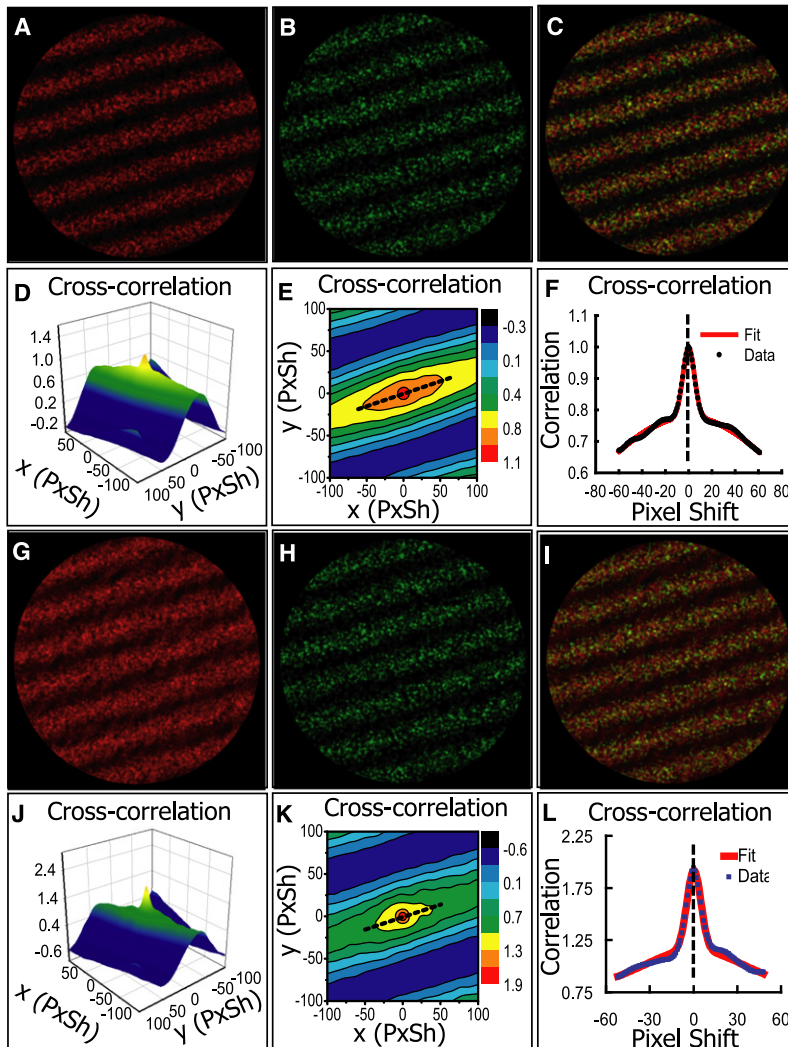 A
B
C
D Cross-correlation
1.4
1.0
0.6
0.2
-0.2
50
0
-50
-100
x (PxSh)
-100
-50
0
50
100
y (PxSh)
E Cross-correlation
100
50
0
-50
-100
y (PxSh)
-100 -50 0 50 100
x (PxSh)
-0.3
0.1
0.4
0.8
1.1
F Cross-correlation
1.1
1.0
0.9
0.8
0.7
0.6
Correlation
Fit
Data
-80 -60 -40 -20 0 20 40 60 80
Pixel Shift
G
H
I
J Cross-correlation
2.4
1.4
0.4
-0.6
50
0
-50
-100
x (PxSh)
-100
-50
0
50
100
y (PxSh)
K Cross-correlation
100
50
0
-50
-100
y (PxSh)
-100 -50 0 50 100
x (PxSh)
-0.6
0.1
0.7
1.3
1.9
L Cross-correlation
2.25
1.75
1.25
0.75
Correlation
Fit
Data
-60 -30 0 30 60
Pixel Shift